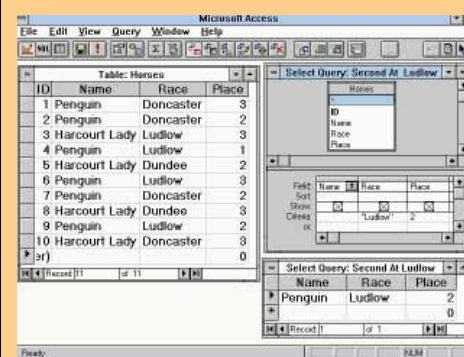 Microsoft Access
File Edit View Query Window Help
Table: Horses
ID Name Race Place
1 Penguin Doncaster 3
2 Penguin Doncaster 2
3 Harcourt Lady Ludlow 3
4 Penguin Ludlow 1
5 Harcourt Lady Dundee 2
6 Penguin Ludlow 3
7 Penguin Doncaster 2
8 Harcourt Lady Dundee 3
9 Penguin Ludlow 2
10 Harcourt Lady Doncaster 3
er) 0
Record 11 of 11
Select Query: Second At Ludlow
Horses
*
ID
Name
Race
Place
Field: Name Race Place
Sort:
Show:
Criteria: "Ludlow" 2
or:
Select Query: Second At Ludlow
Name Race Place
Penguin Ludlow 2
* 0
Record 1 of 1
Ready NUM